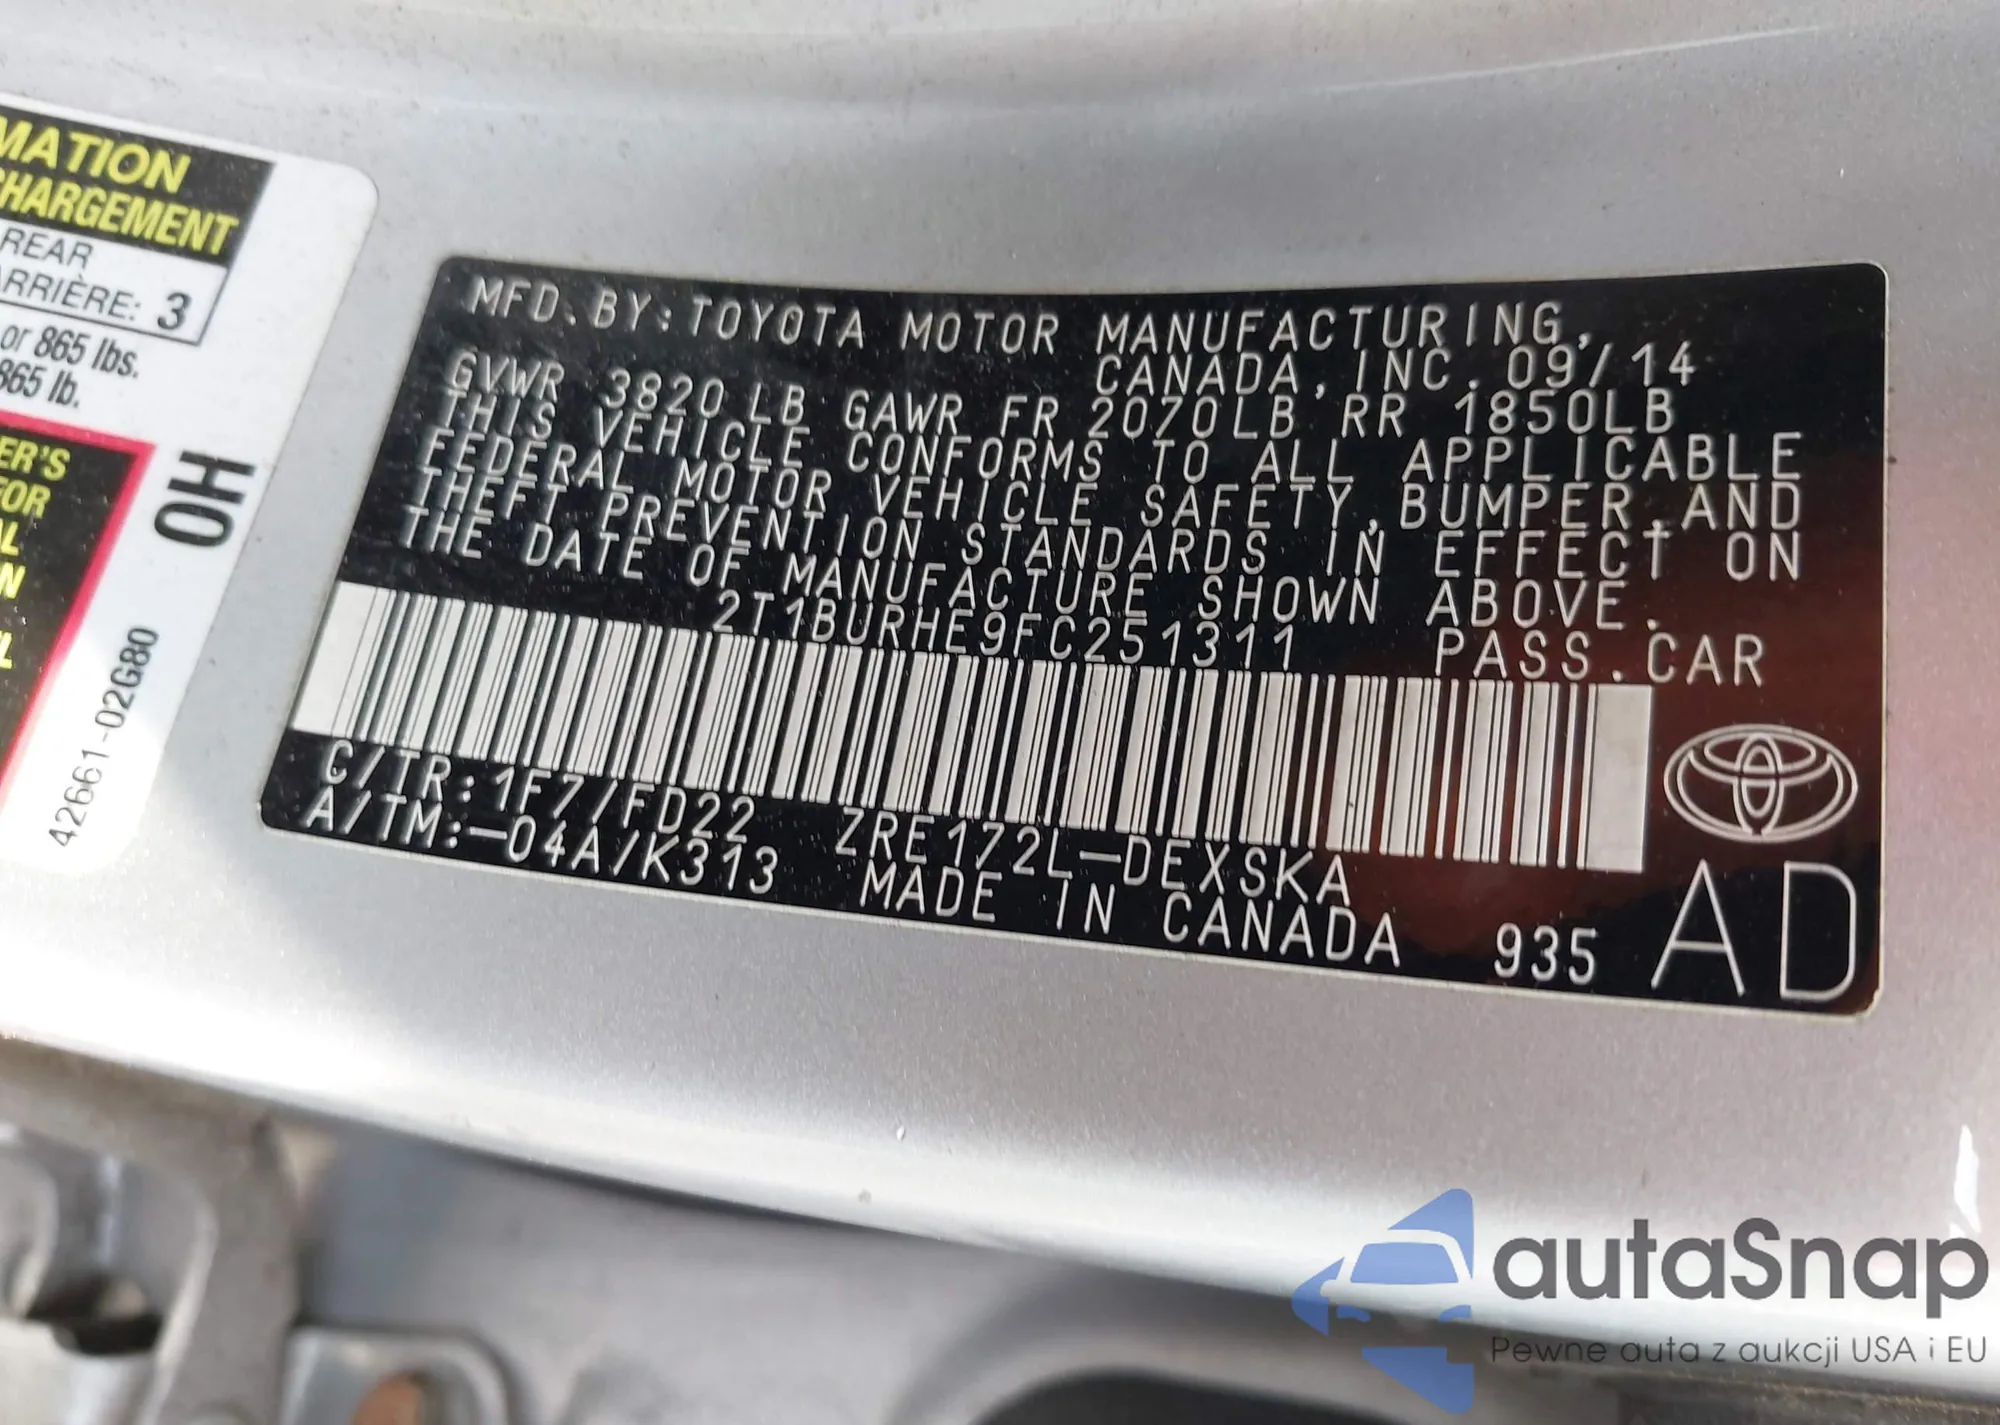 MATION
CHARGEMENT
REAR
ARRIÈRE: 3
or 865 lbs.
865 lb.
ER'S
FOR
AL
N
L
OH
42661-02G80
MFD.BY:TOYOTA MOTOR MANUFACTURING,
CANADA,INC.09/14
GVWR 3820LB GAWR FR 2070LB RR 1850LB
THIS VEHICLE CONFORMS TO ALL APPLICABLE
FEDERAL MOTOR VEHICLE SAFETY,BUMPER,AND
THEFT PREVENTION STANDARDS IN EFFECT ON
THE DATE OF MANUFACTURE SHOWN ABOVE.
2T1BURHE9FC251311 PASS.CAR
C/TR:1F7/FD22 ZRE172L-DEXSKA
A/TM:-04A/K313 MADE IN CANADA 935 AD
autaSnap
Pewne auta z aukcji USA i EU